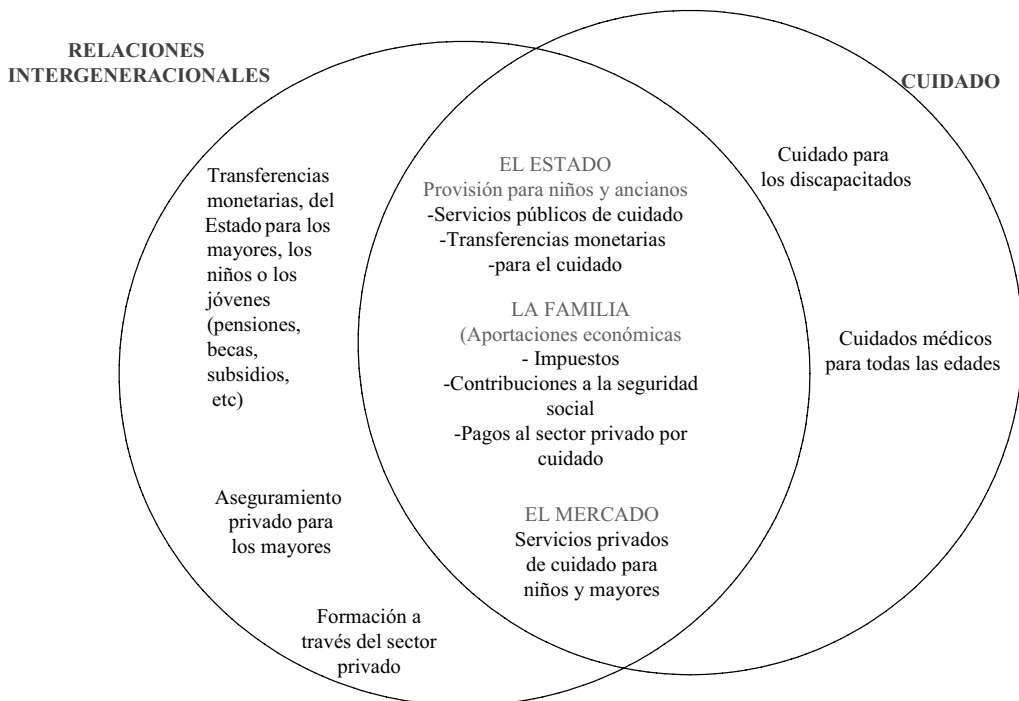 RELACIONES
INTERGENERACIONALES
CUIDADO
Transferencias
monetarias, del
Estado para los
mayores, los
niños o los
jóvenes
(pensiones,
becas,
subsidios,
etc)
Aseguramiento
privado para
los mayores
Formación a
través del sector
privado
EL ESTADO
Provisión para niños y ancianos
-Servicios públicos de cuidado
-Transferencias monetarias
-para el cuidado
LA FAMILIA
(Aportaciones económicas
- Impuestos
-Contribuciones a la seguridad
social
-Pagos al sector privado por
cuidado
EL MERCADO
Servicios privados
de cuidado para
niños y mayores
Cuidado para
los discapacitados
Cuidados médicos
para todas las edades